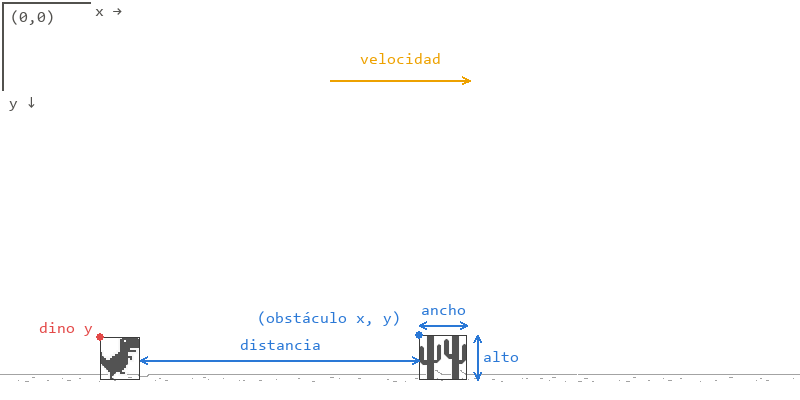 (0,0)
x →
y ↓
velocidad
ancho
(obstáculo x, y)
dino y
distancia
alto